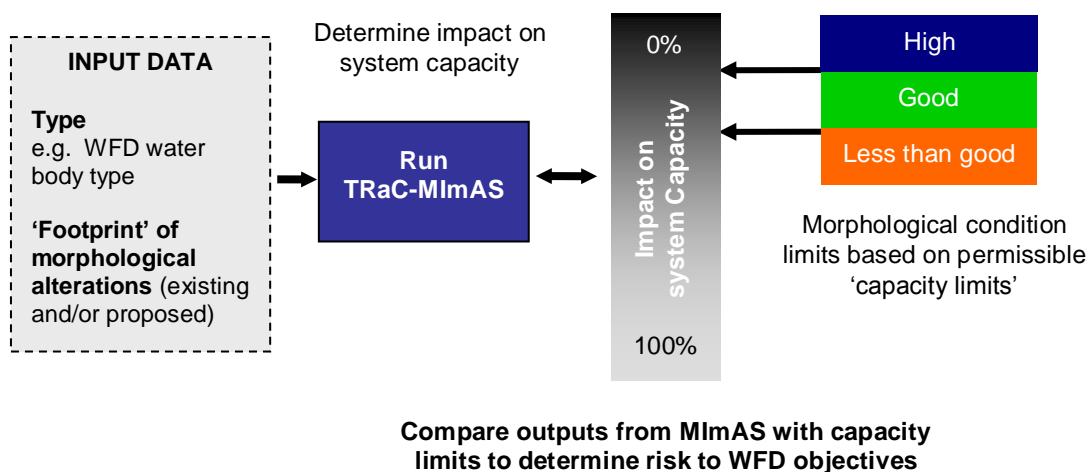 INPUT DATA
Type
e.g. WFD water
body type
‘Footprint’ of
morphological
alterations (existing
and/or proposed)
Determine impact on
system capacity
Run
TRaC-MImAS
0%
Impact on
system Capacity
100%
High
Good
Less than good
Morphological condition
limits based on permissible
‘capacity limits’
Compare outputs from MImAS with capacity
limits to determine risk to WFD objectives